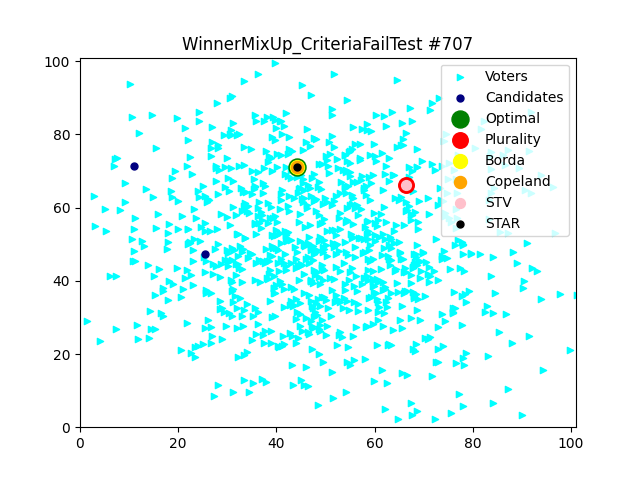 WinnerMixUp_CriteriaFailTest #707
100
80
60
40
20
0
0 20 40 60 80 100
Voters
Candidates
Optimal
Plurality
Borda
Copeland
STV
STAR